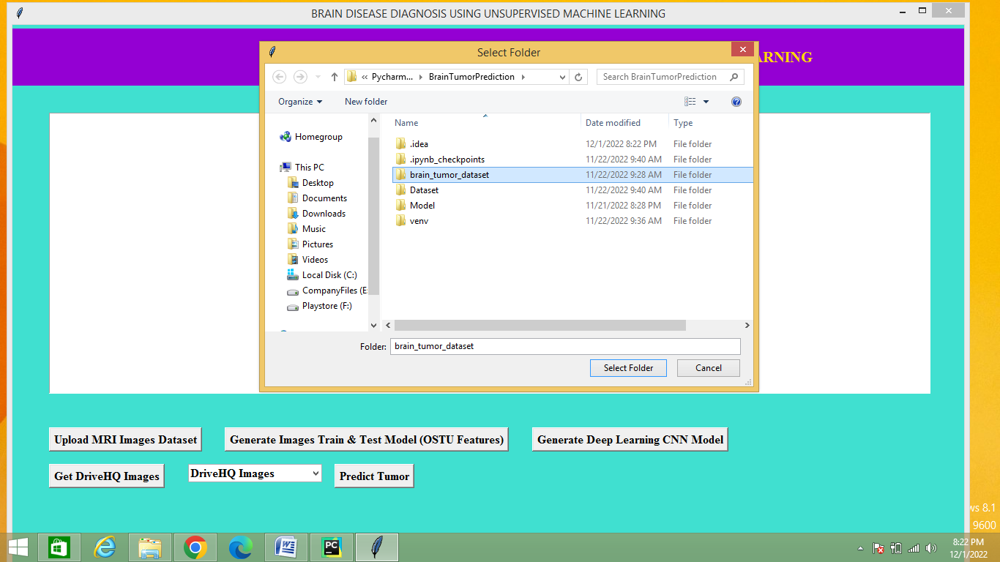 BRAIN DISEASE DIAGNOSIS USING UNSUPERVISED MACHINE LEARNING
ARNING
Select Folder
« Pycharm... BrainTumorPrediction
Search BrainTumorPrediction
Organize
New folder
Name Date modified Type
.idea 12/1/2022 8:22 PM File folder
.ipynb_checkpoints 11/22/2022 9:40 AM File folder
brain_tumor_dataset 11/22/2022 9:28 AM File folder
Dataset 11/22/2022 9:40 AM File folder
Model 11/21/2022 8:28 PM File folder
venv 11/22/2022 9:36 AM File folder
Homegroup
This PC
Desktop
Documents
Downloads
Music
Pictures
Videos
Local Disk (C:)
CompanyFiles (E
Playstore (F:)
Folder: brain_tumor_dataset
Select Folder Cancel
Upload MRI Images Dataset Generate Images Train & Test Model (OSTU Features) Generate Deep Learning CNN Model
Get DriveHQ Images DriveHQ Images Predict Tumor
ws 8.1
9600
PC
8:22 PM
12/1/2022